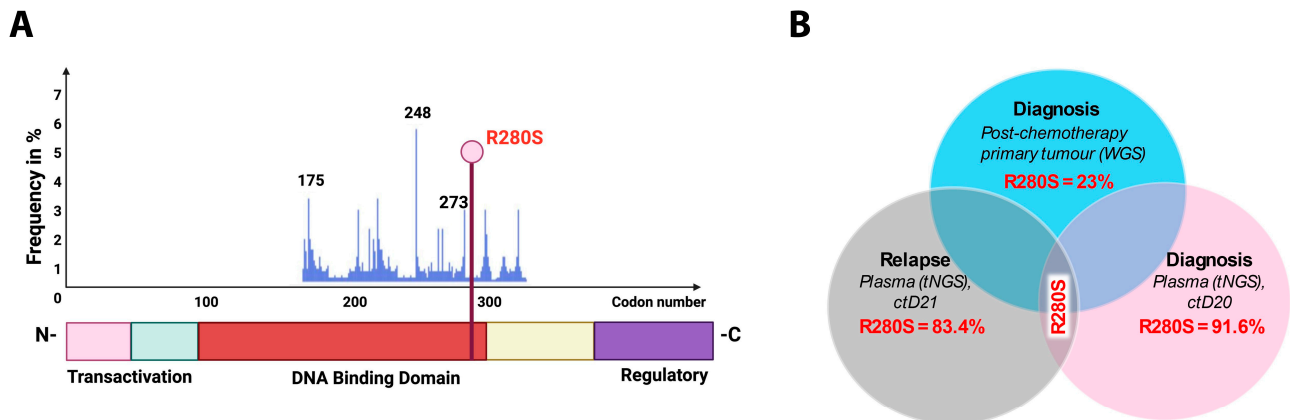 A
Frequency in %
7
6
5
4
3
2
1
0
175
248
273
R280S
100
200
300
Codon number
N-
-C
Transactivation
DNA Binding Domain
Regulatory
B
Diagnosis
Post-chemotherapy
primary tumour (WGS)
R280S = 23%
Relapse
Plasma (tNGS),
ctD21
R280S = 83.4%
R280S
Diagnosis
Plasma (tNGS),
ctD20
R280S = 91.6%